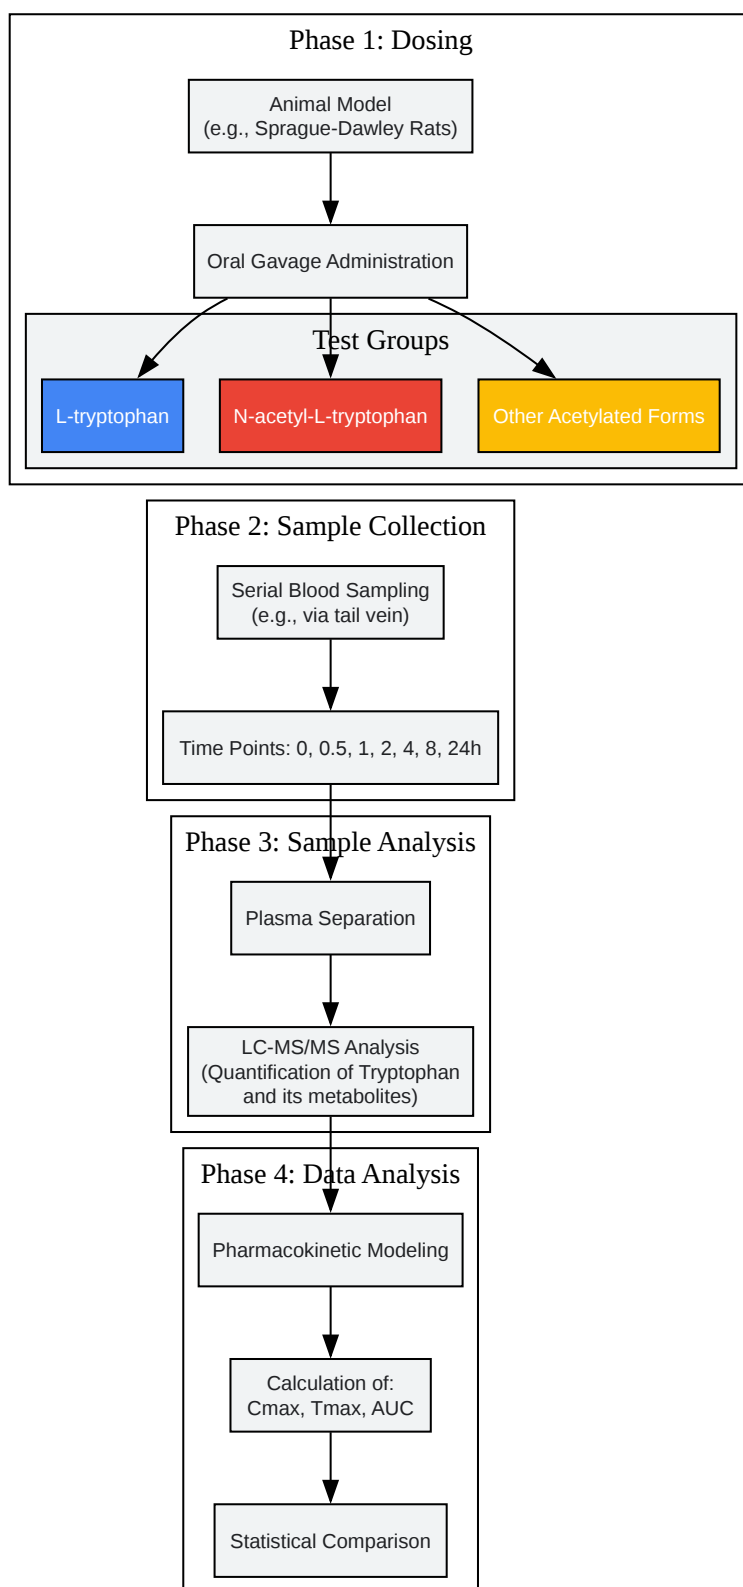 Phase 1: Dosing
Animal Model
(e.g., Sprague-Dawley Rats)
Oral Gavage Administration
Test Groups
L-tryptophan
N-acetyl-L-tryptophan
Other Acetylated Forms
Phase 2: Sample Collection
Serial Blood Sampling
(e.g., via tail vein)
Time Points: 0, 0.5, 1, 2, 4, 8, 24h
Phase 3: Sample Analysis
Plasma Separation
LC-MS/MS Analysis
(Quantification of Tryptophan
and its metabolites)
Phase 4: Data Analysis
Pharmacokinetic Modeling
Calculation of:
Cmax, Tmax, AUC
Statistical Comparison